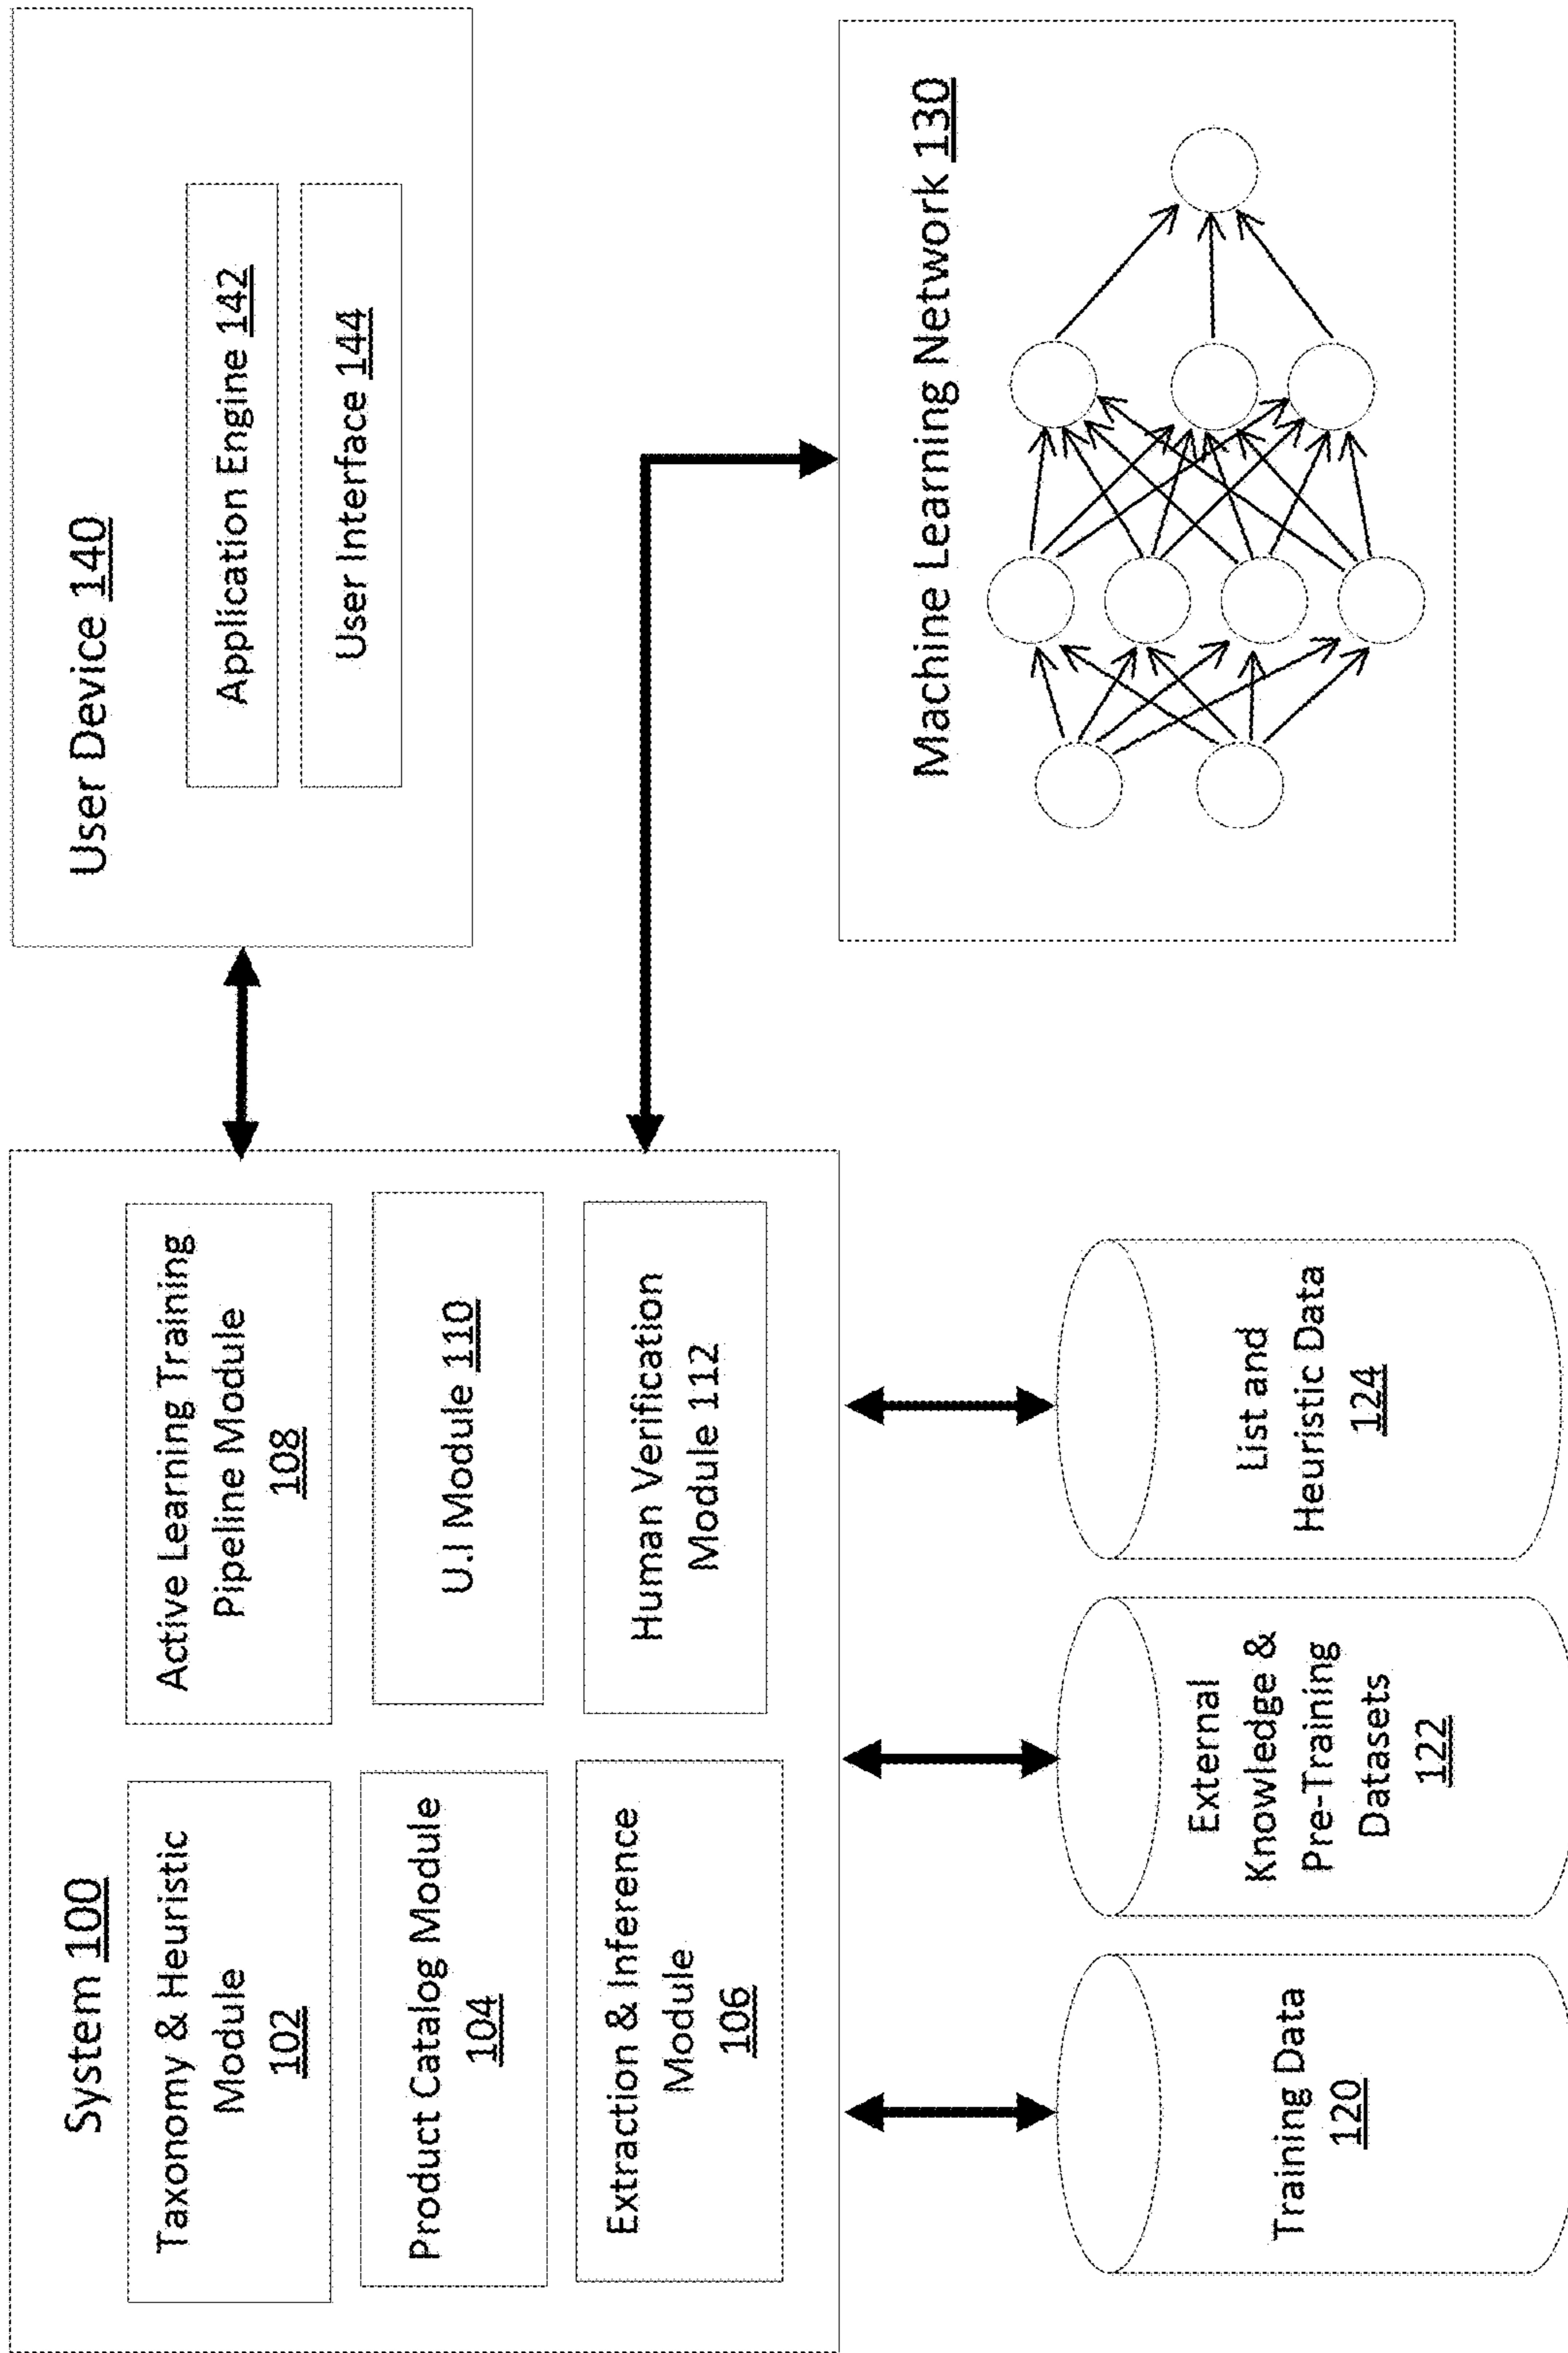 System 100
Taxonomy & Heuristic
Module
102
Product Catalog Module
104
Extraction & Inference
Module
106
Active Learning Training
Pipeline Module
108
U.I Module 110
Human Verification
Module 112
User Device 140
Application Engine 142
User Interface 144
Training Data
120
External
Knowledge &
Pre-Training
Datasets
122
List and
Heuristic Data
124
Machine Learning Network 130